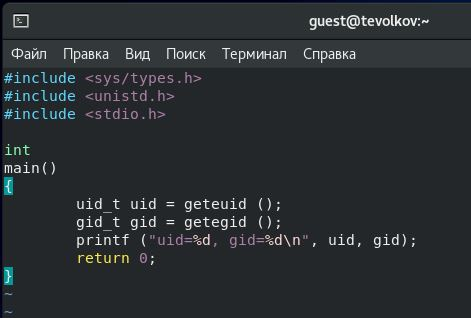 guest@tevolkov:~
Файл Правка Вид Поиск Терминал Справка
#include <sys/types.h>
#include <unistd.h>
#include <stdio.h>

int
main()
{
        uid_t uid = geteuid ();
        gid_t gid = getegid ();
        printf ("uid=%d, gid=%d\n", uid, gid);
        return 0;
}
~
~